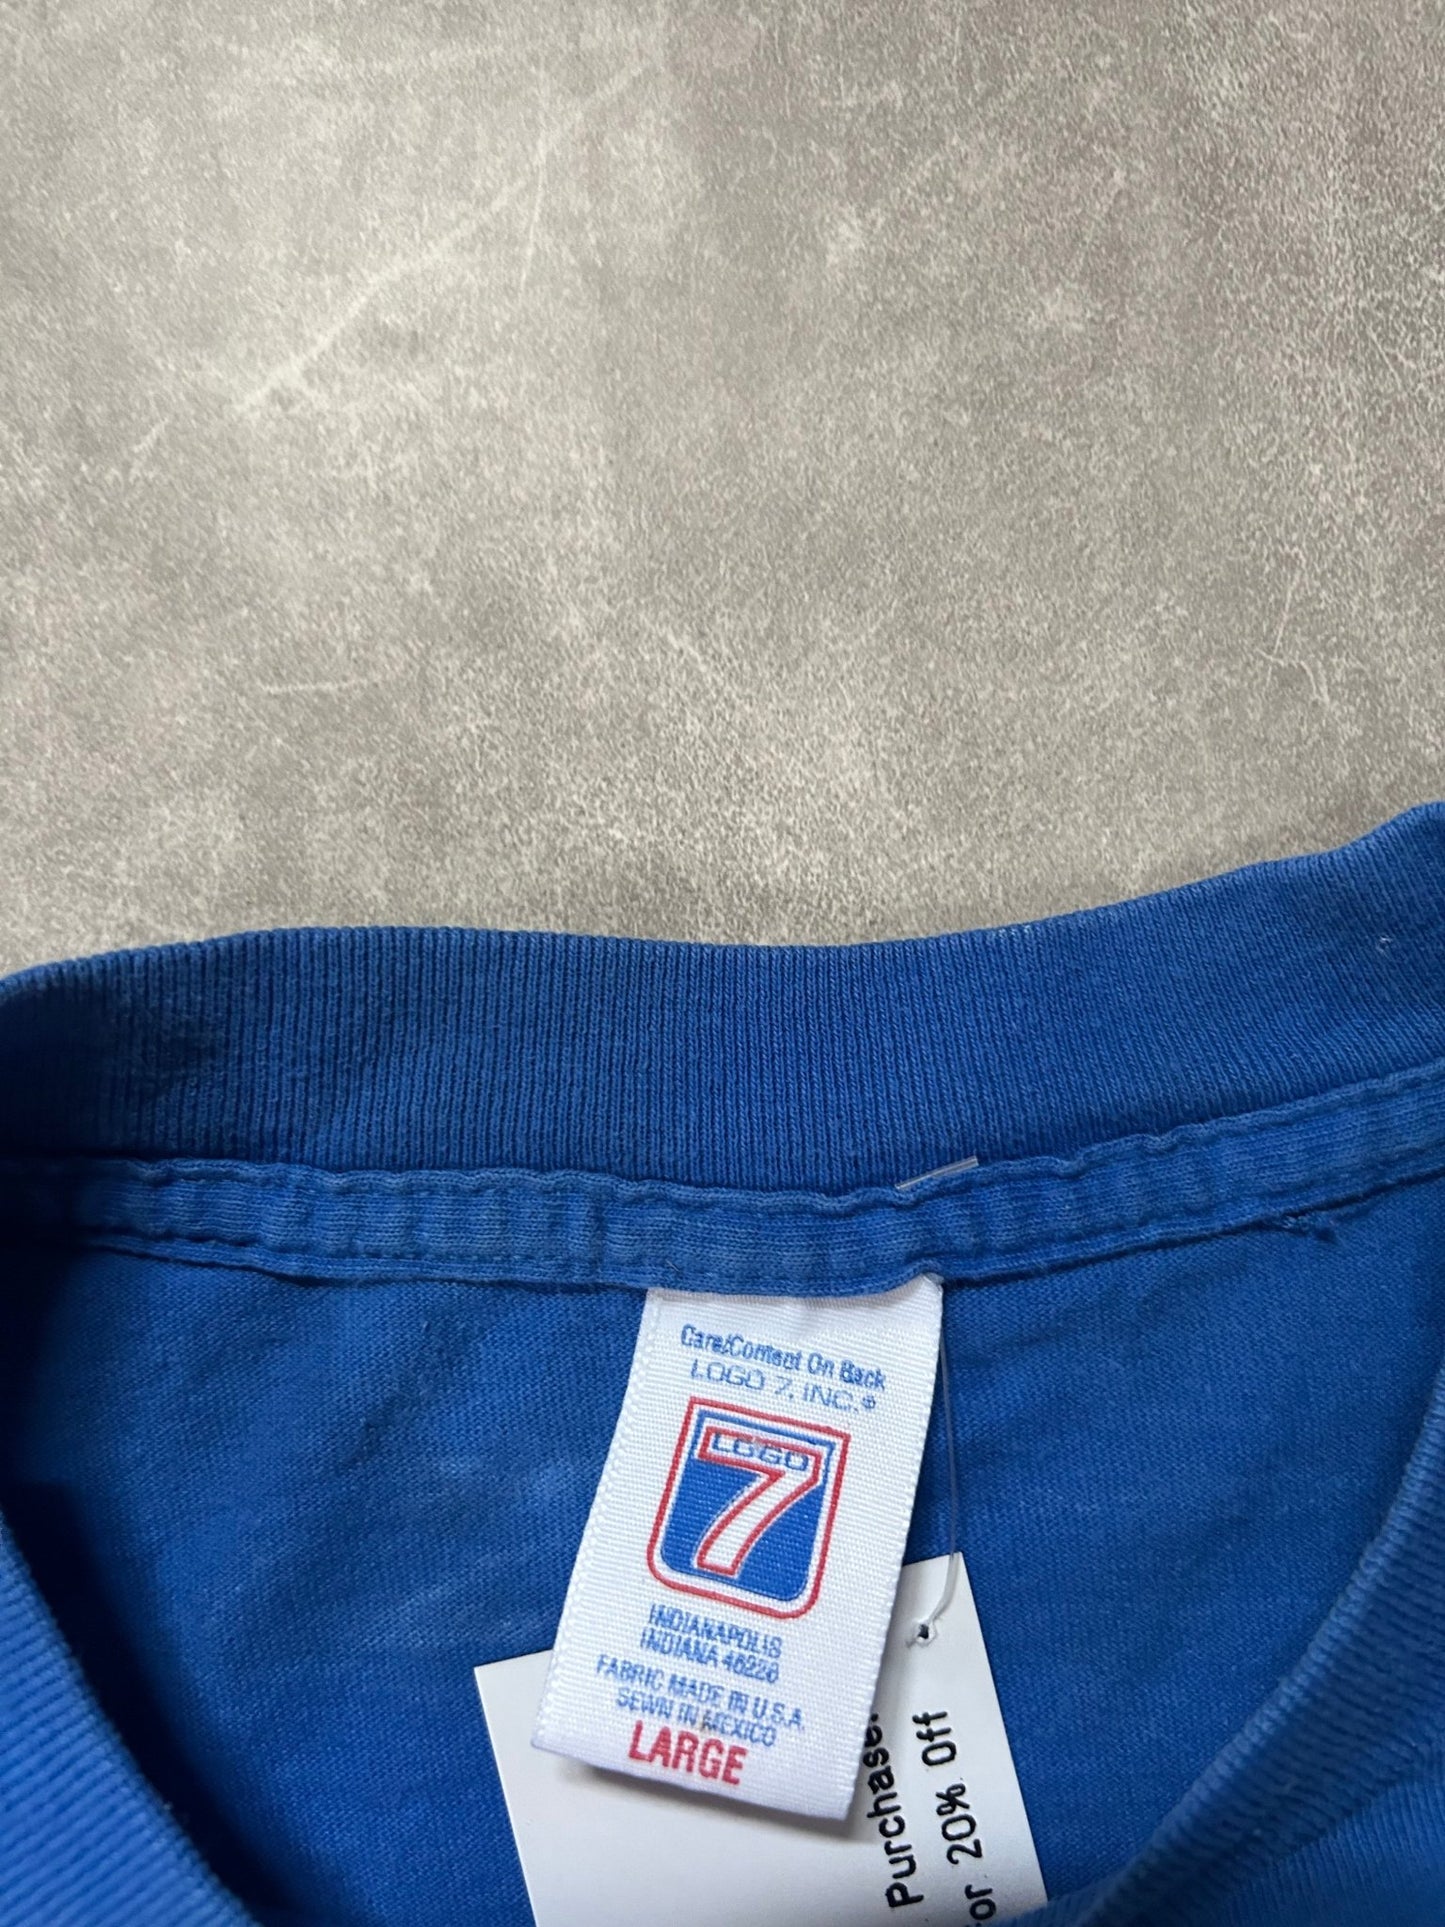 Care/Content On Back
LOGO 7, INC.®
LOGO
7
INDIANAPOLIS
INDIANA 46226
FABRIC MADE IN U.S.A.
SEWN IN MEXICO
LARGE
Purchase
or 20% Off